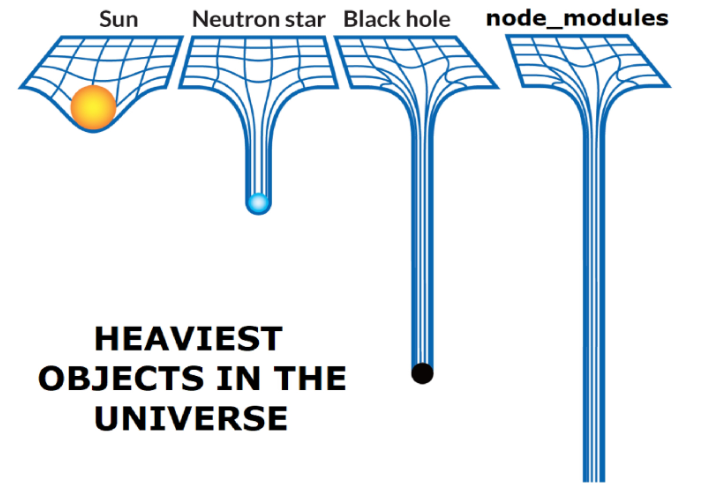 Sun
Neutron star
Black hole
node_modules
HEAVIEST
OBJECTS IN THE
UNIVERSE